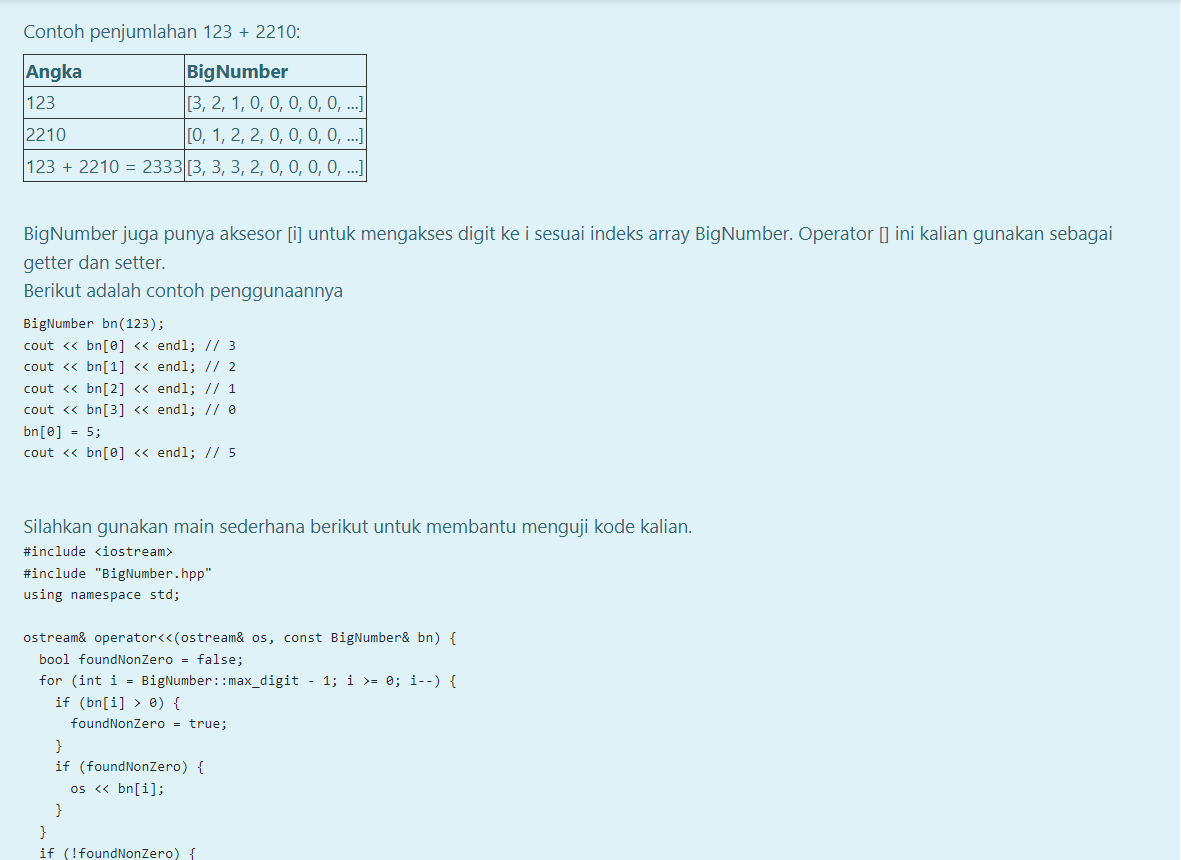 Contoh penjumlahan 123 + 2210:
Angka BigNumber
123 [3, 2, 1, 0, 0, 0, 0, 0, ...]
2210 [0, 1, 2, 2, 0, 0, 0, 0, ...]
123 + 2210 = 2333 [3, 3, 3, 2, 0, 0, 0, 0, ...]
BigNumber juga punya aksesor [i] untuk mengakses digit ke i sesuai indeks array BigNumber. Operator [] ini kalian gunakan sebagai
getter dan setter.
Berikut adalah contoh penggunaannya
BigNumber bn(123);
cout << bn[0] << endl; // 3
cout << bn[1] << endl; // 2
cout << bn[2] << endl; // 1
cout << bn[3] << endl; // 0
bn[0] = 5;
cout << bn[0] << endl; // 5
Silahkan gunakan main sederhana berikut untuk membantu menguji kode kalian.
#include <iostream>
#include "BigNumber.hpp"
using namespace std;
ostream& operator<<(ostream& os, const BigNumber& bn) {
  bool foundNonZero = false;
  for (int i = BigNumber::max_digit - 1; i >= 0; i--) {
    if (bn[i] > 0) {
      foundNonZero = true;
    }
    if (foundNonZero) {
      os << bn[i];
    }
  }
  if (!foundNonZero) {